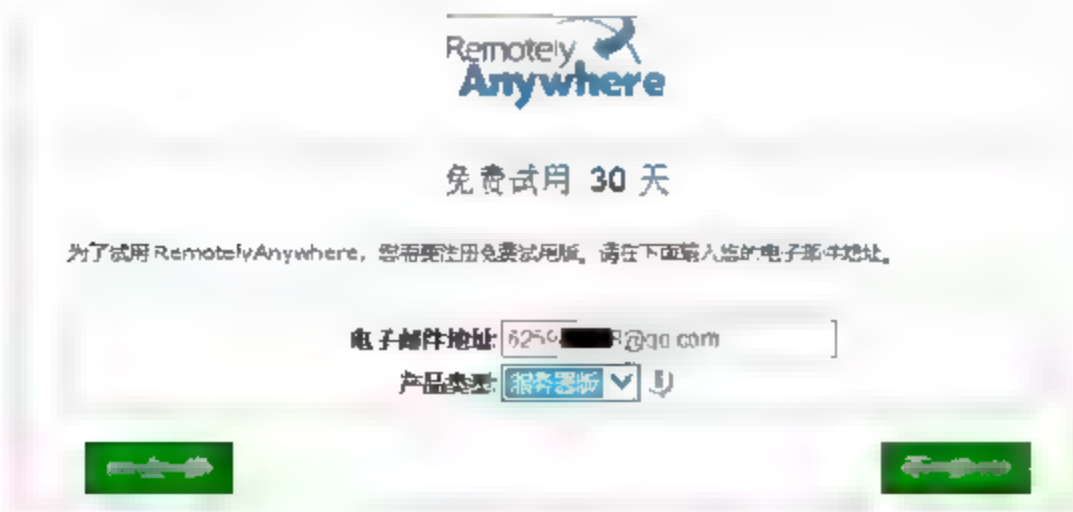 Remotely
Anywhere
免费试用 30 天
为了试用 RemotelyAnywhere，您需要注册免费试用版。请在下面输入您的电子邮件地址。
电子邮件地址: @qq.com
产品类型: 服务器版